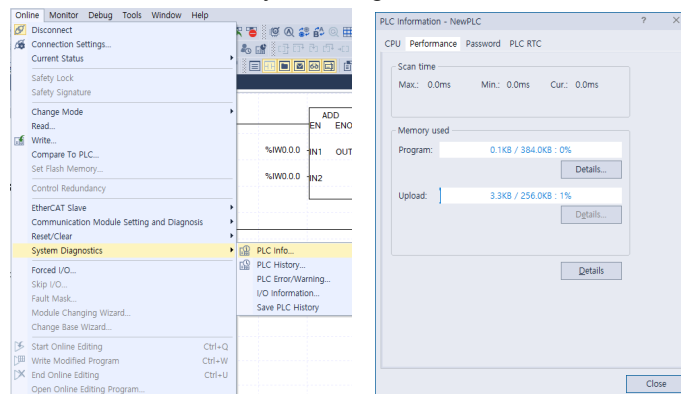 Online Monitor Debug Tools Window Help
Disconnect
Connection Settings...
Current Status
Safety Lock
Safety Signature
Change Mode
Read...
Write...
Compare To PLC...
Set Flash Memory...
Control Redundancy
EtherCAT Slave
Communication Module Setting and Diagnosis
Reset/Clear
System Diagnostics
Forced I/O...
Skip I/O...
Fault Mask...
Module Changing Wizard...
Change Base Wizard...
Start Online Editing Ctrl+Q
Write Modified Program Ctrl+W
End Online Editing Ctrl+U
Open Online Editing Program...
PLC Info...
PLC History...
PLC Error/Warning...
I/O Information...
Save PLC History
ADD
EN ENO
%IW0.0.0 IN1 OUT
%IW0.0.0 IN2
PLC Information - NewPLC ? ×
CPU Performance Password PLC RTC
Scan time
Max.: 0.0ms Min.: 0.0ms Cur.: 0.0ms
Memory used
Program: 0.1KB / 384.0KB : 0%
Details...
Upload: 3.3KB / 256.0KB : 1%
Details...
Details
Close